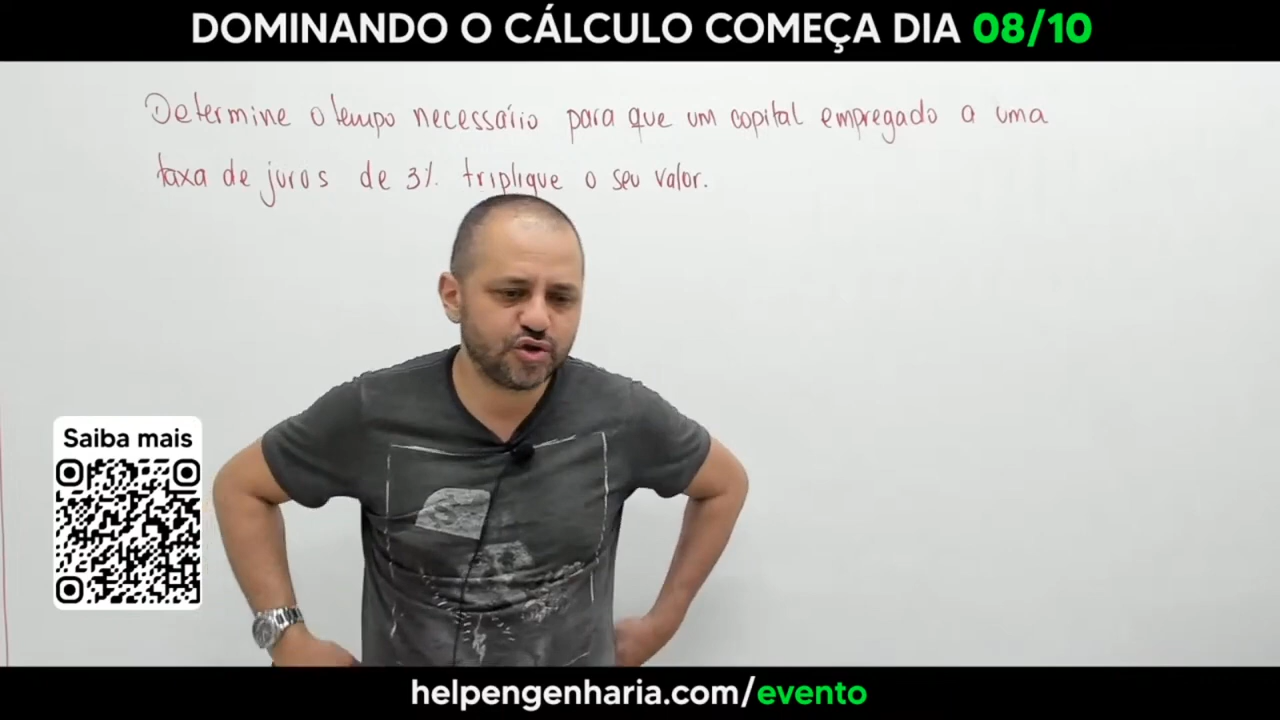 DOMINANDO O CÁLCULO COMEÇA DIA 08/10
Determine o tempo necessário para que um capital empregado a uma
taxa de juros de 3% triplique o seu valor.
Saiba mais
helpengenharia.com/evento